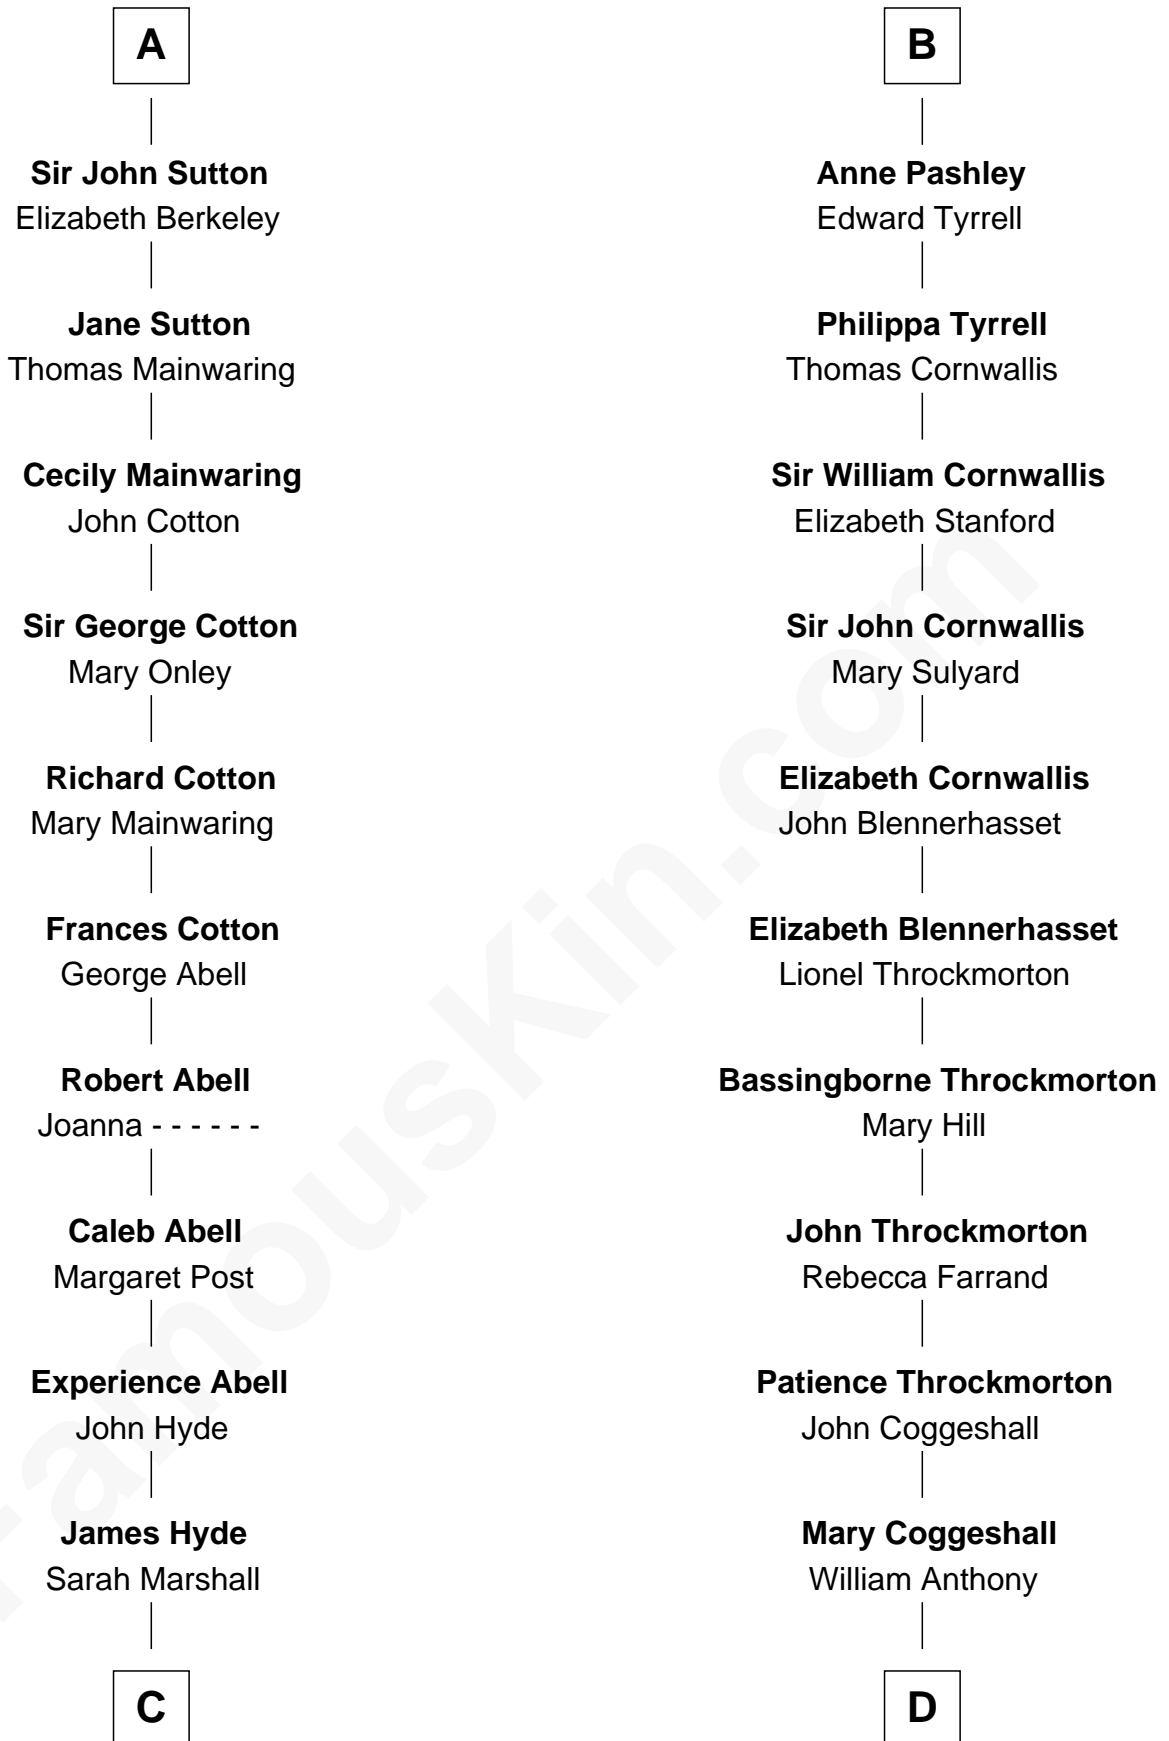 A
Sir John Sutton
Elizabeth Berkeley
Jane Sutton
Thomas Mainwaring
Cecily Mainwaring
John Cotton
Sir George Cotton
Mary Onley
Richard Cotton
Mary Mainwaring
Frances Cotton
George Abell
Robert Abell
Joanna - - - - - -
Caleb Abell
Margaret Post
Experience Abell
John Hyde
James Hyde
Sarah Marshall
C
B
Anne Pashley
Edward Tyrrell
Philippa Tyrrell
Thomas Cornwallis
Sir William Cornwallis
Elizabeth Stanford
Sir John Cornwallis
Mary Sulyard
Elizabeth Cornwallis
John Blennerhasset
Elizabeth Blennerhasset
Lionel Throckmorton
Bassingborne Throckmorton
Mary Hill
John Throckmorton
Rebecca Farrand
Patience Throckmorton
John Coggeshall
Mary Coggeshall
William Anthony
D
FamousKin.com